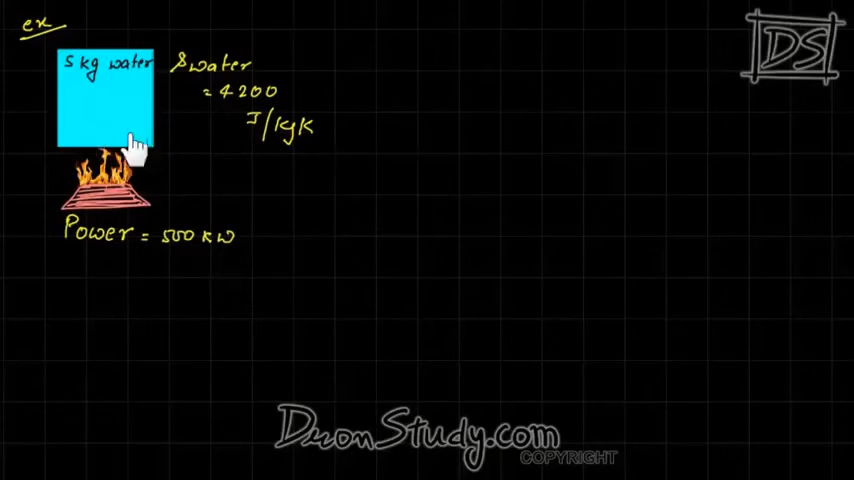 ex
DS
5 kg water
Swater
= 4200
J/kgK
Power = 500 kW
DronStudy.com
COPYRIGHT